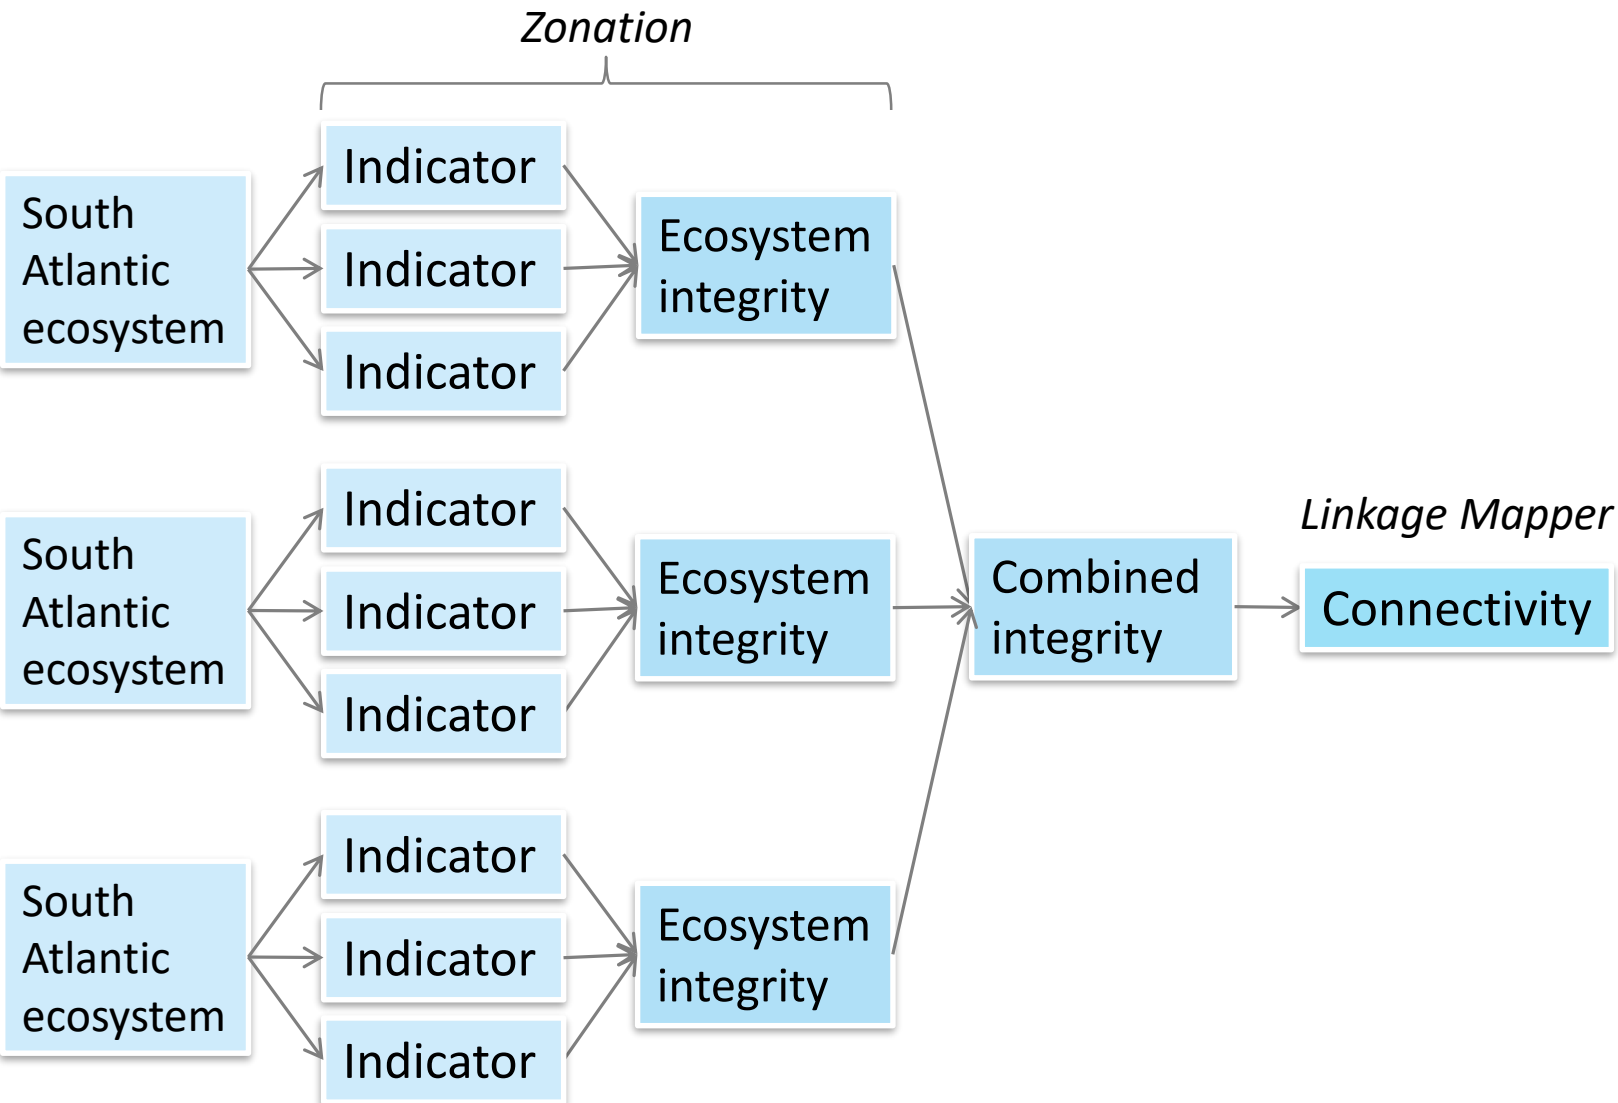 Zonation
South
Atlantic
ecosystem
Indicator
Indicator
Indicator
Ecosystem
integrity
South
Atlantic
ecosystem
Indicator
Indicator
Indicator
Ecosystem
integrity
South
Atlantic
ecosystem
Indicator
Indicator
Indicator
Ecosystem
integrity
Combined
integrity
Linkage Mapper
Connectivity